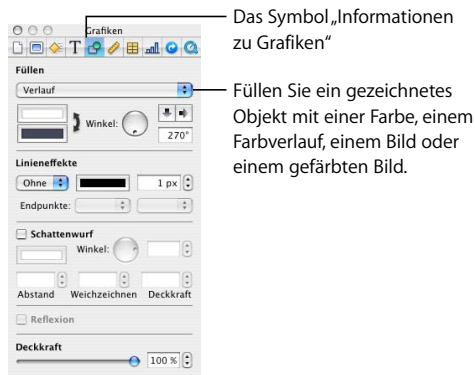 Grafiken
T
Füllen
Verlauf
Winkel:
270°
Linieneffekte
Ohne
1 px
Endpunkte:
Schattenwurf
Winkel:
Abstand Weichzeichnen Deckkraft
Reflexion
Deckkraft
100 %
Das Symbol „Informationen
zu Grafiken“
Füllen Sie ein gezeichnetes
Objekt mit einer Farbe, einem
Farbverlauf, einem Bild oder
einem gefärbten Bild.